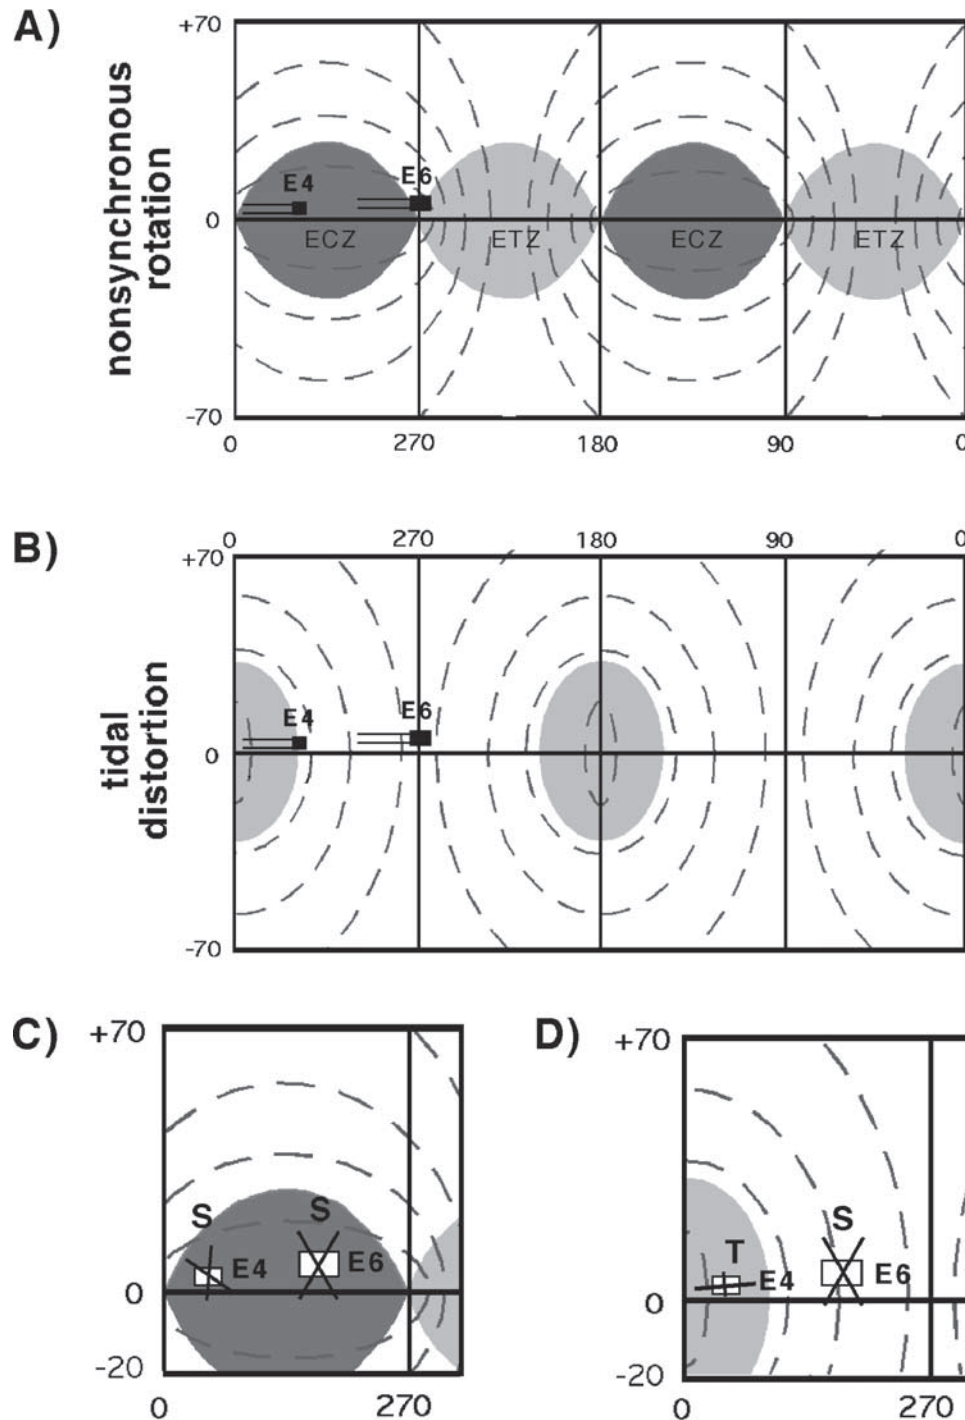 A)
nonsynchronous
rotation
+70
0
-70
E4
E6
ECZ
ETZ
ECZ
ETZ
0
270
180
90
0
B)
tidal
distortion
0
270
180
90
0
+70
0
-70
E4
E6
C)
+70
0
-20
S
S
E4
E6
0
270
D)
+70
0
-20
T
S
E4
E6
0
270